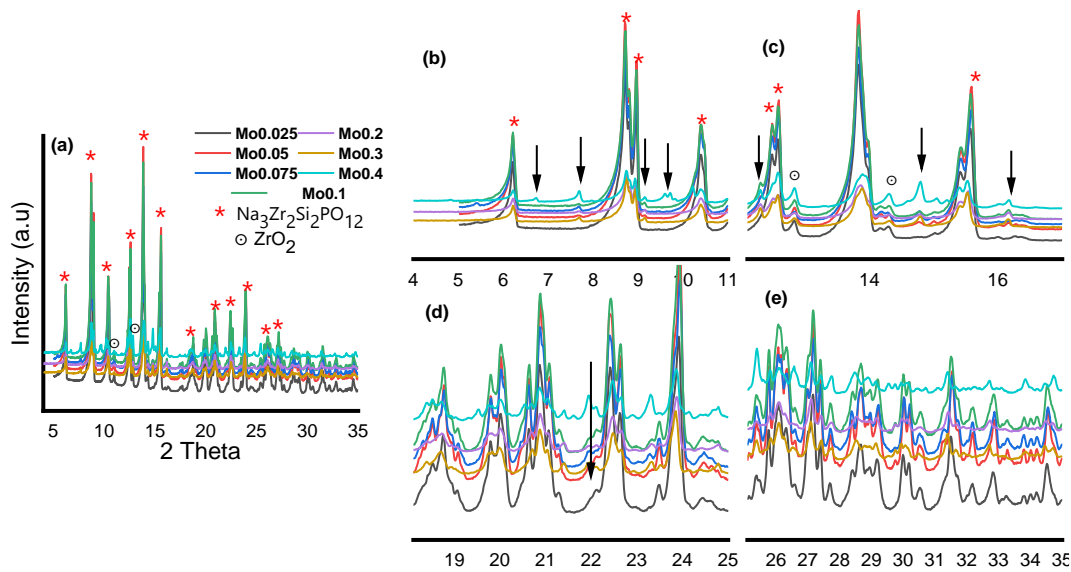 (a)
Mo0.025 Mo0.2
Mo0.05 Mo0.3
Mo0.075 Mo0.4
Mo0.1
* Na3Zr2Si2PO12
⊙ ZrO2
Intensity (a.u)
5 10 15 20 25 30 35
2 Theta
(b)
4 5 6 7 8 9 10 11
(c)
14 16
(d)
19 20 21 22 23 24 25
(e)
26 27 28 29 30 31 32 33 34 35